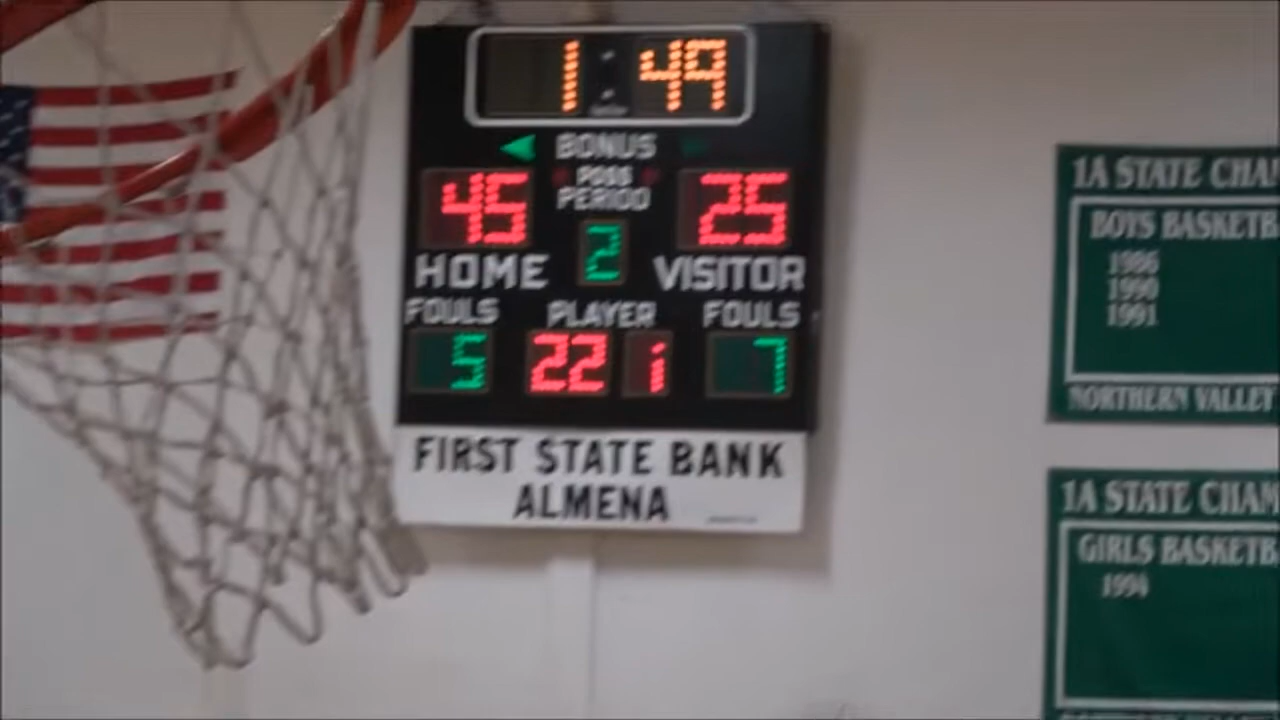 1:49
BONUS
POSS
45 PERIOD 25
2
HOME VISITOR
FOULS PLAYER FOULS
5 22 1 7
FIRST STATE BANK
ALMENA
1A STATE CHA
BOYS BASKETB
1986
1990
1991
NORTHERN VALLEY
1A STATE CHAM
GIRLS BASKETB
1994